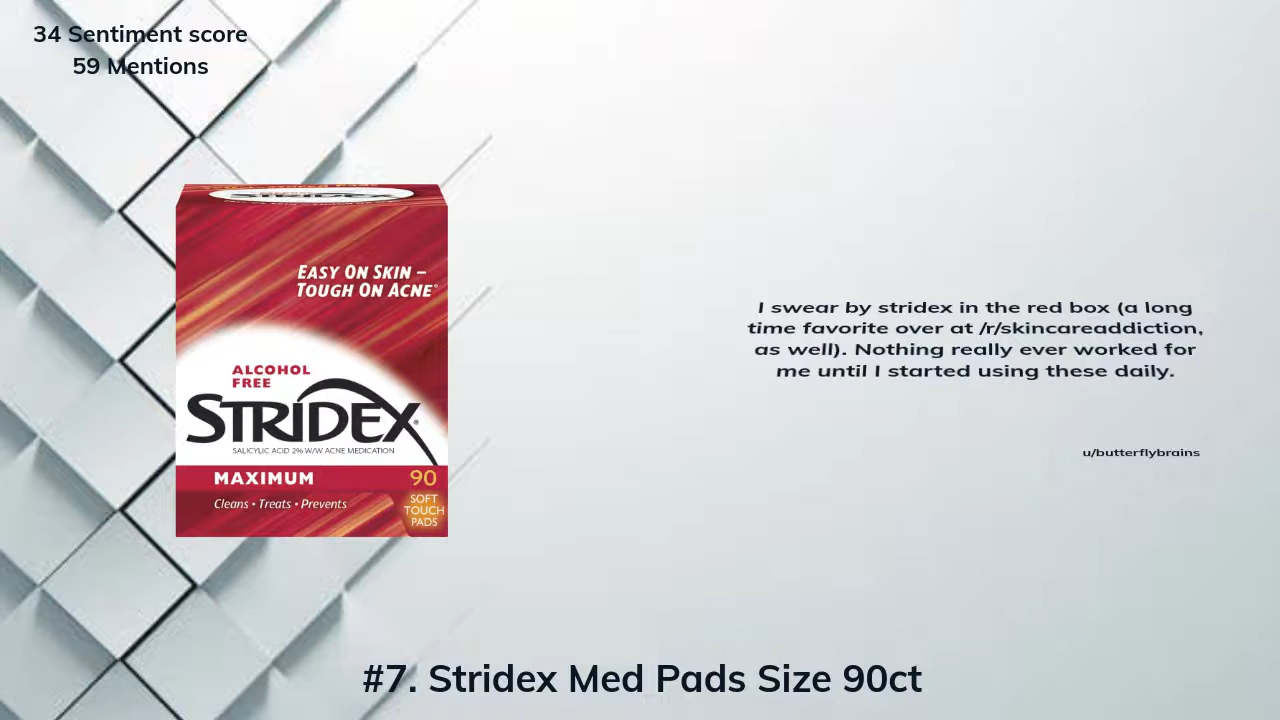 34 Sentiment score
59 Mentions
STRIDEX
EASY ON SKIN –
TOUGH ON ACNE®
ALCOHOL
FREE
STRIDEX®
SALICYLIC ACID 2% W/W ACNE MEDICATION
MAXIMUM
90
Cleans • Treats • Prevents
SOFT
TOUCH
PADS
I swear by stridex in the red box (a long
time favorite over at /r/skincareaddiction,
as well). Nothing really ever worked for
me until I started using these daily.
u/butterflybrains
#7. Stridex Med Pads Size 90ct